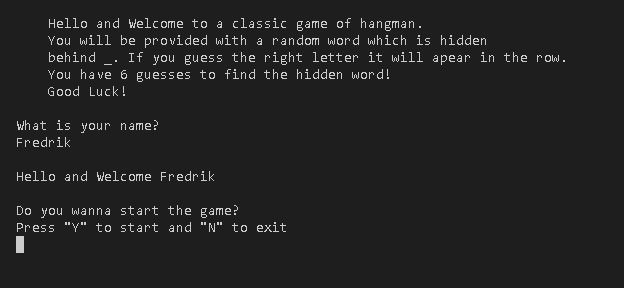 Hello and Welcome to a classic game of hangman.
You will be provided with a random word which is hidden
behind _. If you guess the right letter it will apear in the row.
You have 6 guesses to find the hidden word!
Good Luck!
What is your name?
Fredrik
Hello and Welcome Fredrik
Do you wanna start the game?
Press "Y" to start and "N" to exit